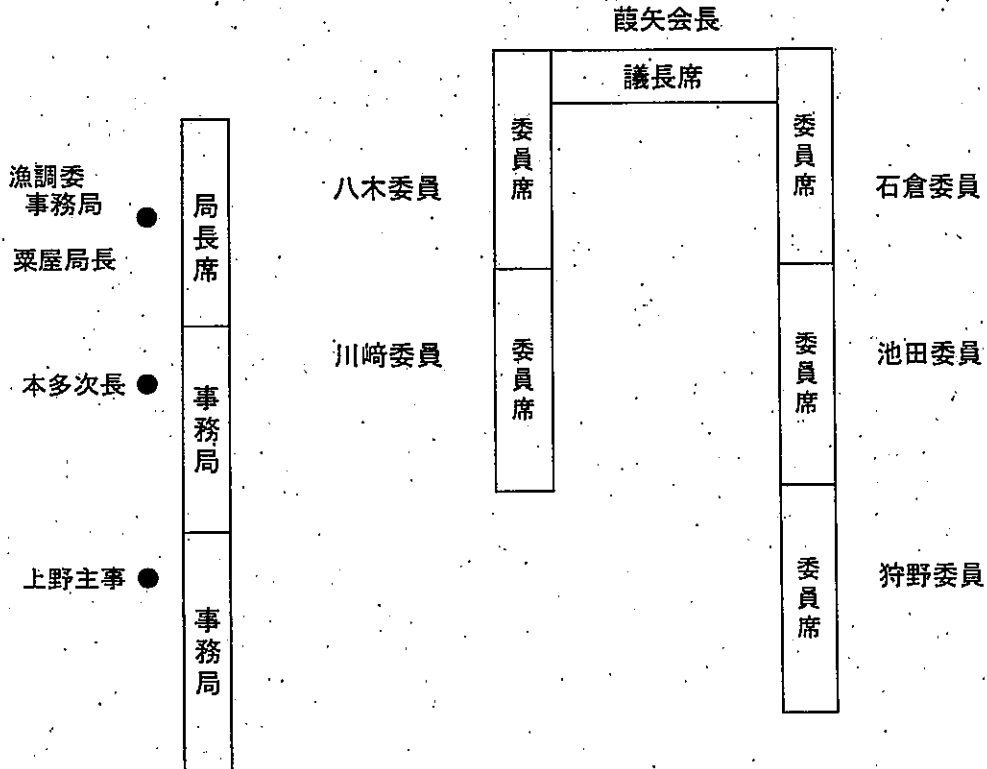 葭矢会長
議長席
委員席
委員席
漁調委
事務局
粟屋局長
局長席
八木委員
石倉委員
川﨑委員
委員席
委員席
池田委員
本多次長
事務局
上野主事
事務局
委員席
狩野委員